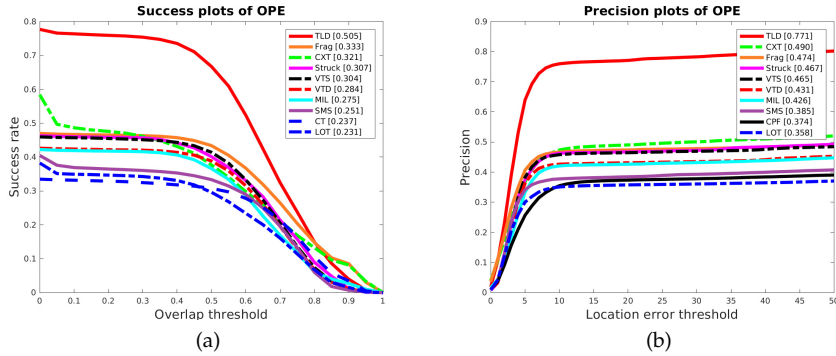 Success plots of OPE
0.8
0.7
0.6
0.5
0.4
0.3
0.2
0.1
0
Success rate
TLD [0.505]
Frag [0.333]
CXT [0.321]
Struck [0.307]
VTS [0.304]
VTD [0.284]
MIL [0.275]
SMS [0.251]
CT [0.237]
LOT [0.231]
0 0.1 0.2 0.3 0.4 0.5 0.6 0.7 0.8 0.9 1
Overlap threshold
(a)
Precision plots of OPE
0.9
0.8
0.7
0.6
0.5
0.4
0.3
0.2
0.1
0
Precision
TLD [0.771]
CXT [0.490]
Frag [0.474]
Struck [0.467]
VTS [0.465]
VTD [0.431]
MIL [0.426]
SMS [0.385]
CPF [0.374]
LOT [0.358]
0 5 10 15 20 25 30 35 40 45 50
Location error threshold
(b)